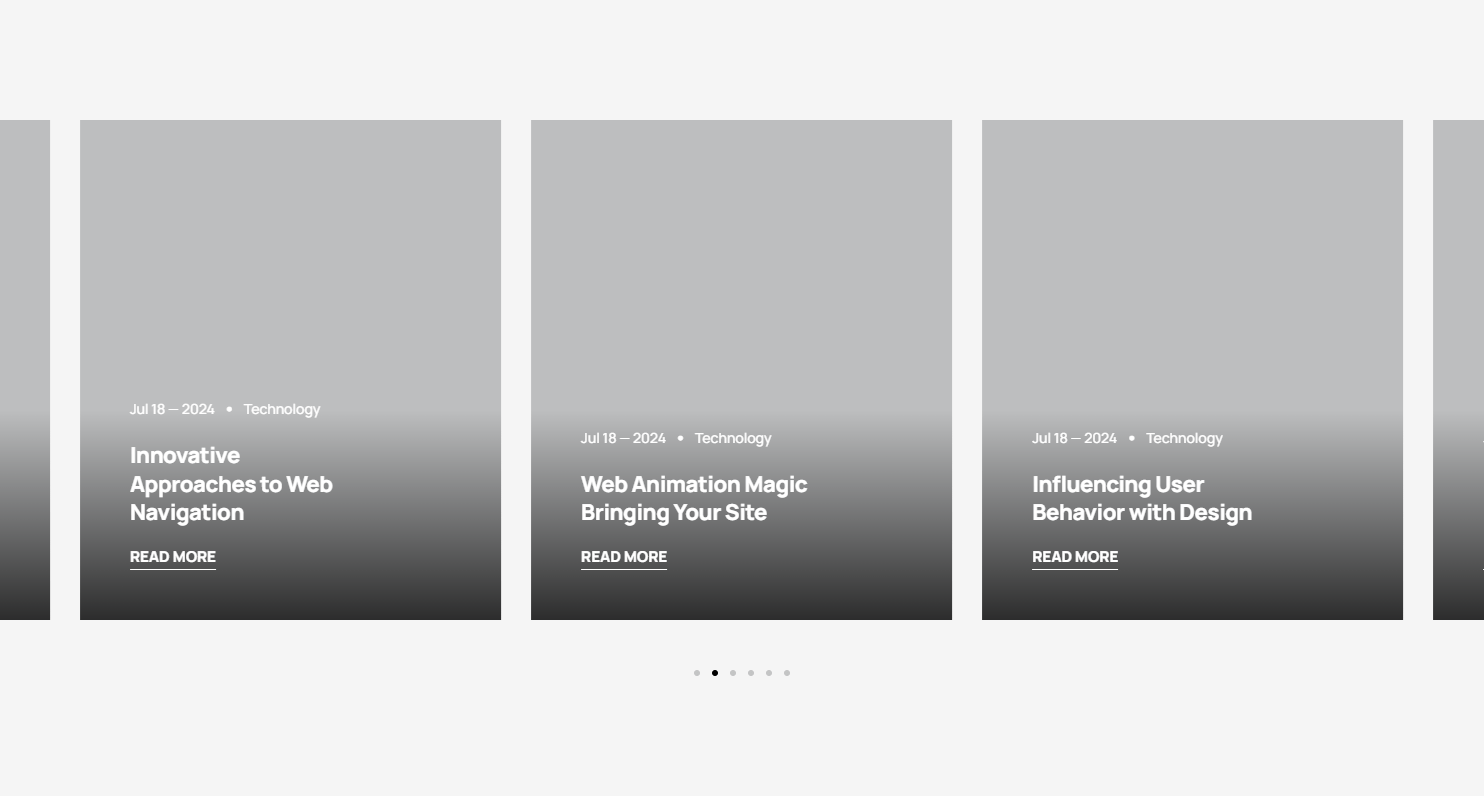 Jul 18 — 2024 • Technology
Innovative
Approaches to Web
Navigation
READ MORE
Jul 18 — 2024 • Technology
Web Animation Magic
Bringing Your Site
READ MORE
Jul 18 — 2024 • Technology
Influencing User
Behavior with Design
READ MORE